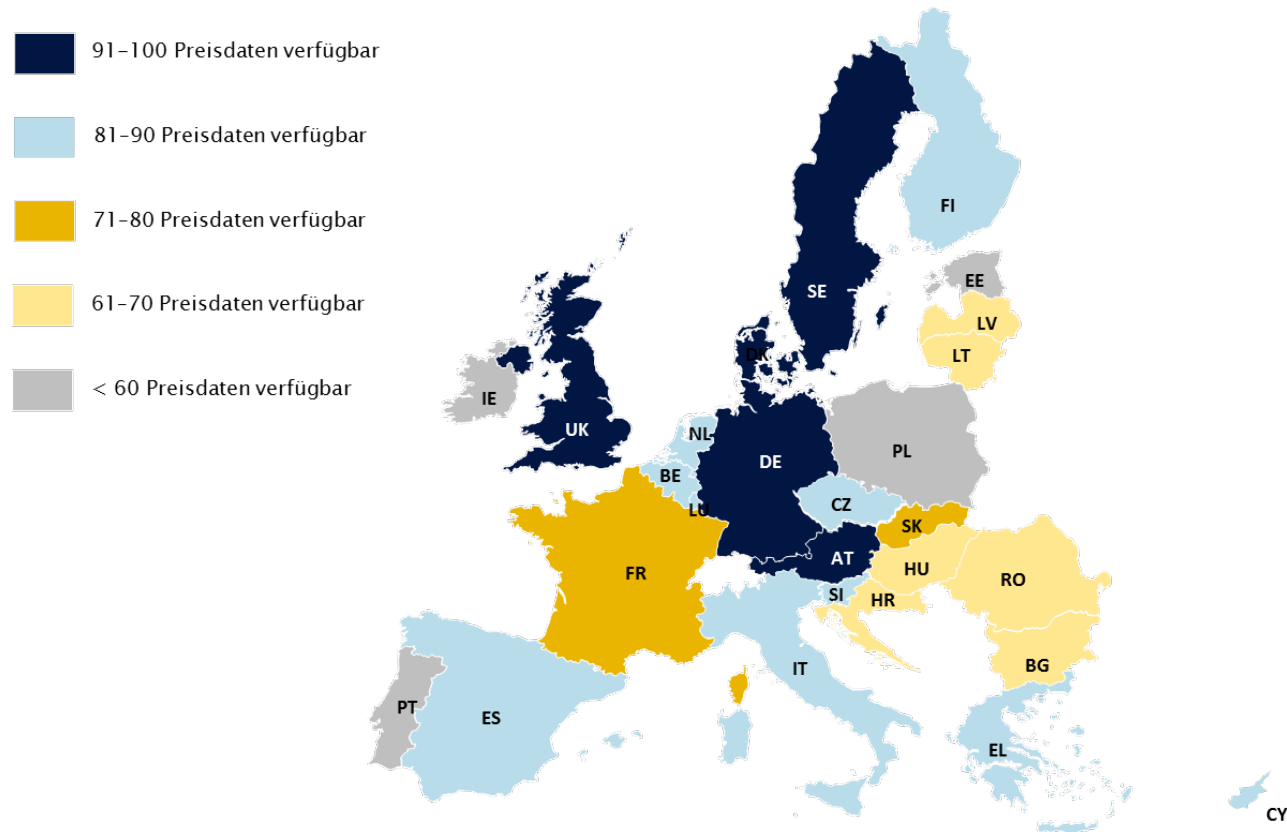 91–100 Preisdaten verfügbar
81–90 Preisdaten verfügbar
71–80 Preisdaten verfügbar
61–70 Preisdaten verfügbar
< 60 Preisdaten verfügbar
FI
EE
SE
LV
LT
DK
IE
UK
NL
DE
PL
BE
CZ
LU
SK
AT
FR
HU
RO
SI
HR
BG
IT
PT
ES
EL
CY